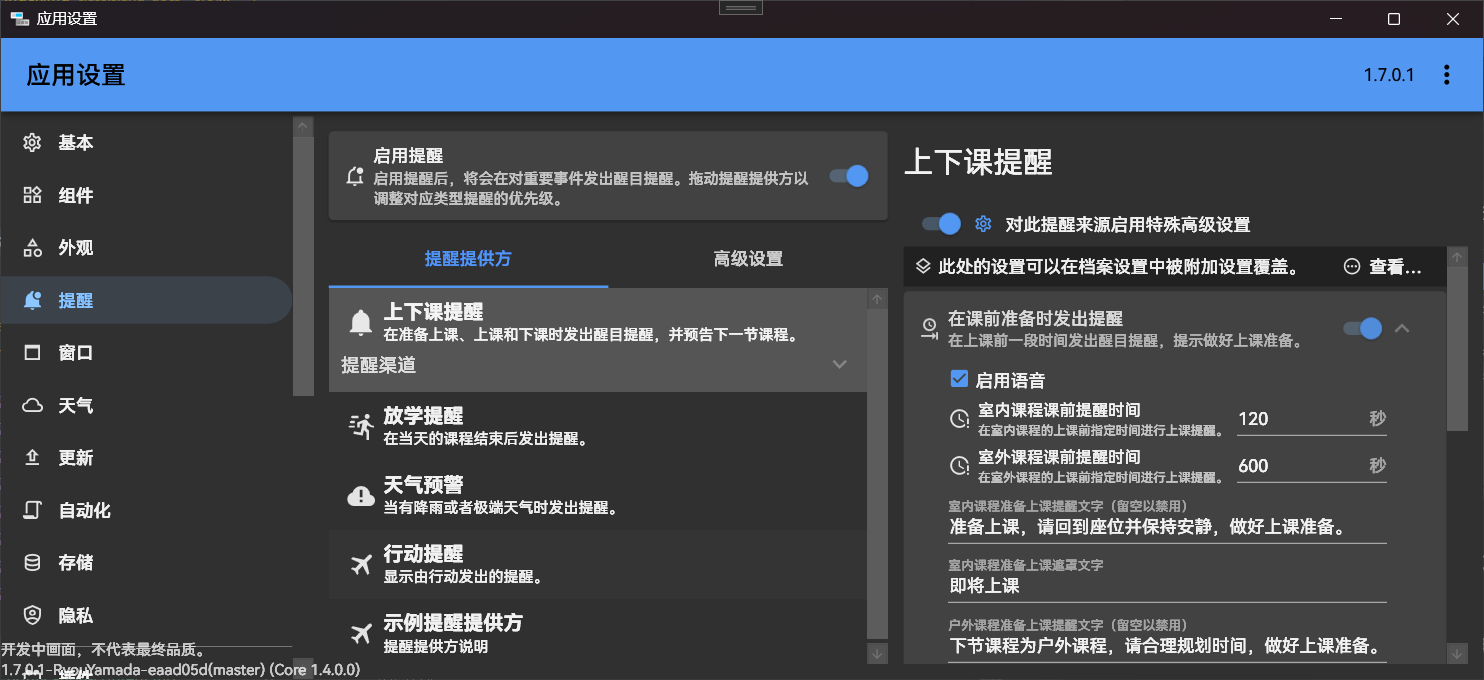 应用设置
应用设置
1.7.0.1
基本
组件
外观
提醒
窗口
天气
更新
自动化
存储
隐私
开发中画面，不代表最终品质。
1.7.0.1-RyouYamada-eaad05d(master) (Core 1.4.0.0)
启用提醒
启用提醒后，将会在对重要事件发出醒目提醒。拖动提醒提供方以
调整对应类型提醒的优先级。
提醒提供方
高级设置
上下课提醒
在准备上课、上课和下课时发出醒目提醒，并预告下一节课程。
提醒渠道
放学提醒
在当天的课程结束后发出提醒。
天气预警
当有降雨或者极端天气时发出提醒。
行动提醒
显示由行动发出的提醒。
示例提醒提供方
提醒提供方说明
上下课提醒
对此提醒来源启用特殊高级设置
此处的设置可以在档案设置中被附加设置覆盖。
查看...
在课前准备时发出提醒
在上课前一段时间发出醒目提醒，提示做好上课准备。
启用语音
室内课程课前提醒时间
在室内课程的上课前指定时间进行上课提醒。
120 秒
室外课程课前提醒时间
在室外课程的上课前指定时间进行上课提醒。
600 秒
室内课程准备上课提醒文字（留空以禁用）
准备上课，请回到座位并保持安静，做好上课准备。
室内课程准备上课遮罩文字
即将上课
户外课程准备上课提醒文字（留空以禁用）
下节课程为户外课程，请合理规划时间，做好上课准备。